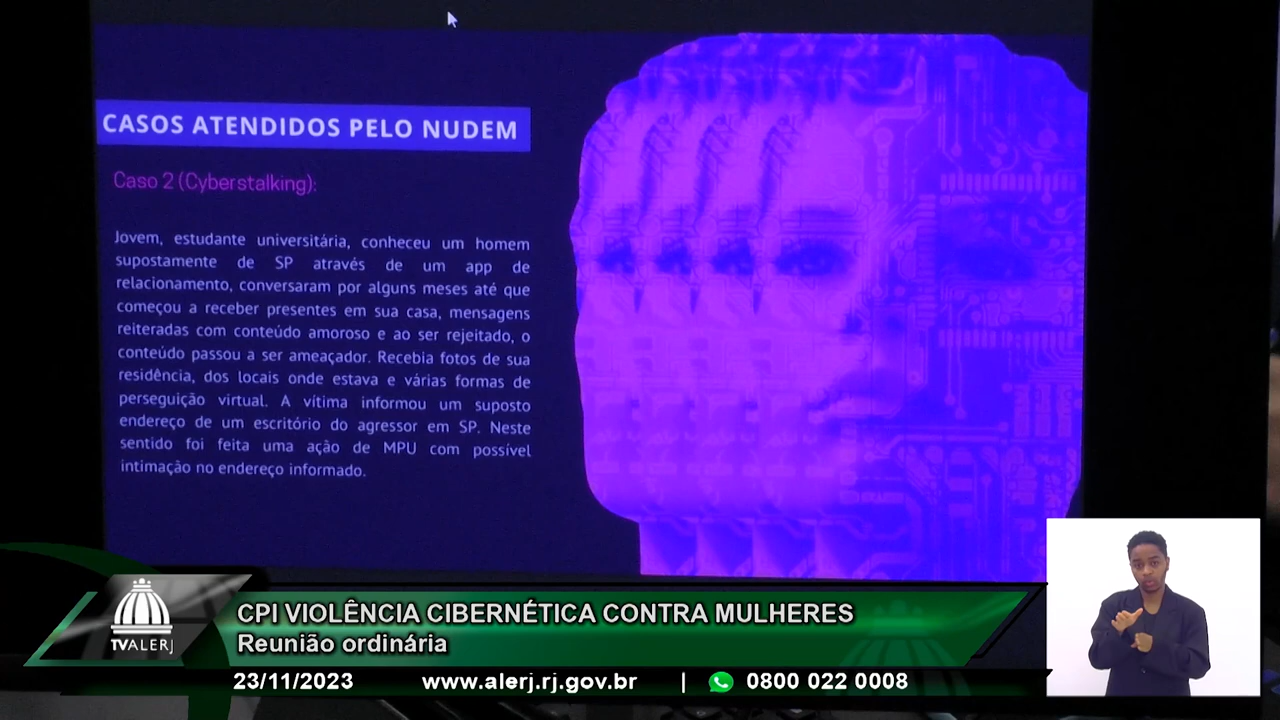 CASOS ATENDIDOS PELO NUDEM
Caso 2 (Cyberstalking):
Jovem, estudante universitária, conheceu um homem
supostamente de SP através de um app de
relacionamento, conversaram por alguns meses até que
começou a receber presentes em sua casa, mensagens
reiteradas com conteúdo amoroso e ao ser rejeitado, o
conteúdo passou a ser ameaçador. Recebia fotos de sua
residência, dos locais onde estava e várias formas de
perseguição virtual. A vítima informou um suposto
endereço de um escritório do agressor em SP. Neste
sentido foi feita uma ação de MPU com possível
intimação no endereço informado.
TVALERJ
CPI VIOLÊNCIA CIBERNÉTICA CONTRA MULHERES
Reunião ordinária
23/11/2023 www.alerj.rj.gov.br | 0800 022 0008